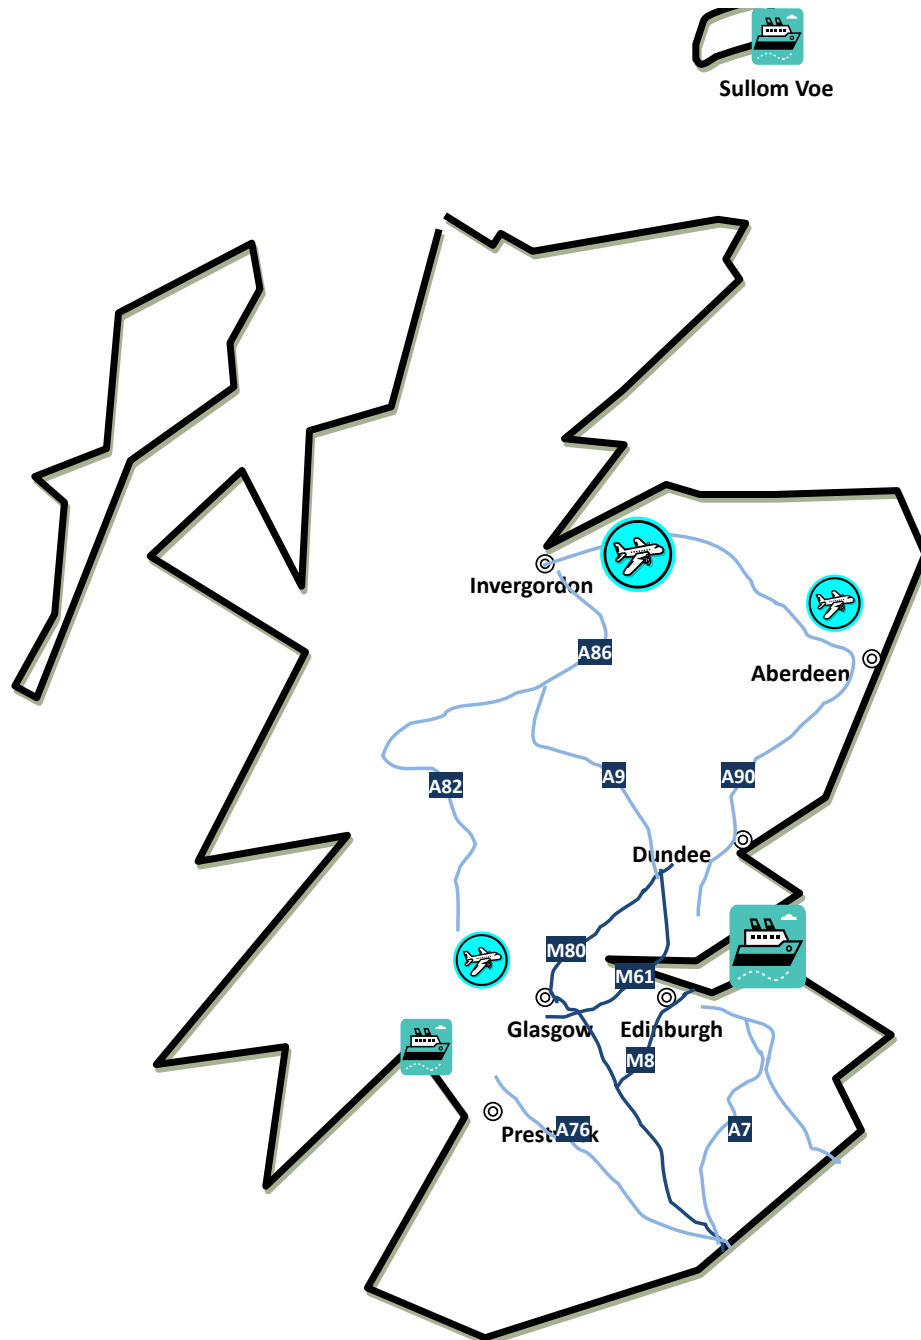 Sullom Voe
Invergordon
A86
Aberdeen
A82
A9
A90
Dundee
M80
M61
Glasgow
Edinburgh
M8
A76
A7